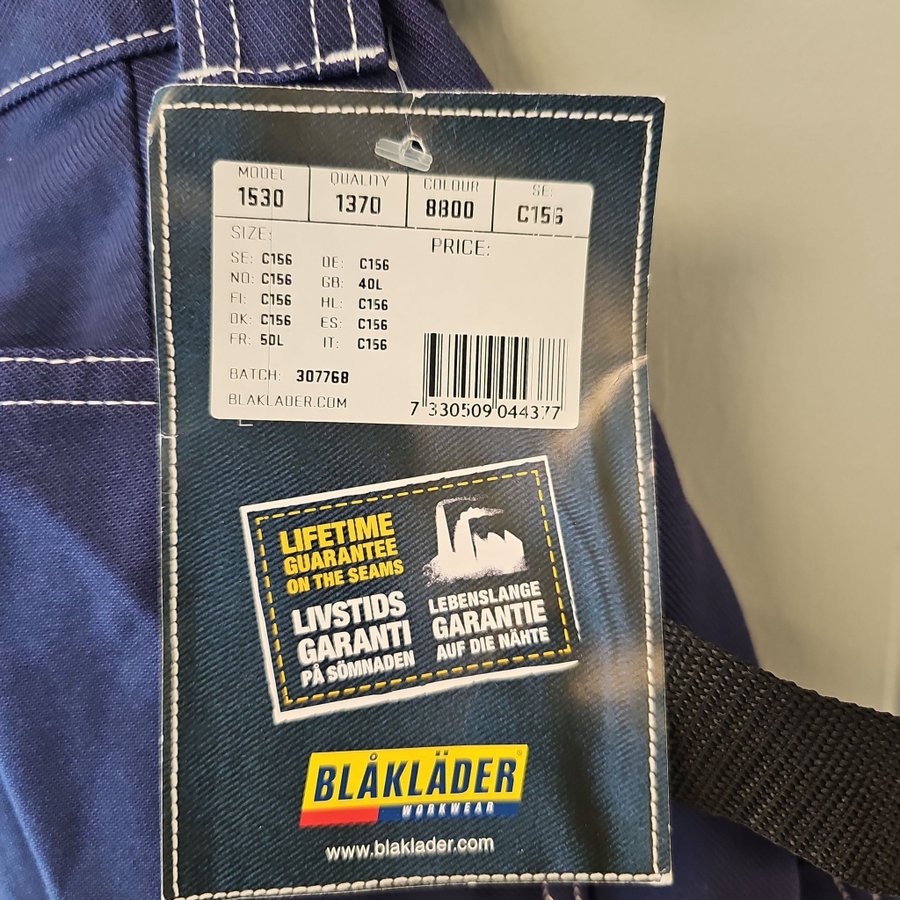 MODEL QUALITY COLOUR SE:
1530 1370 8800 C156
SIZE: PRICE:
SE: C156 DE: C156
NO: C156 GB: 40L
FI: C156 HL: C156
DK: C156 ES: C156
FR: 50L IT: C156
BATCH: 307768
BLAKLADER.COM
7 330509 044377
LIFETIME
GUARANTEE
ON THE SEAMS
LIVSTIDS
GARANTI
PÅ SÖMNADEN
LEBENSLANGE
GARANTIE
AUF DIE NÄHTE
BLÅKLÄDER®
WORKWEAR
www.blaklader.com